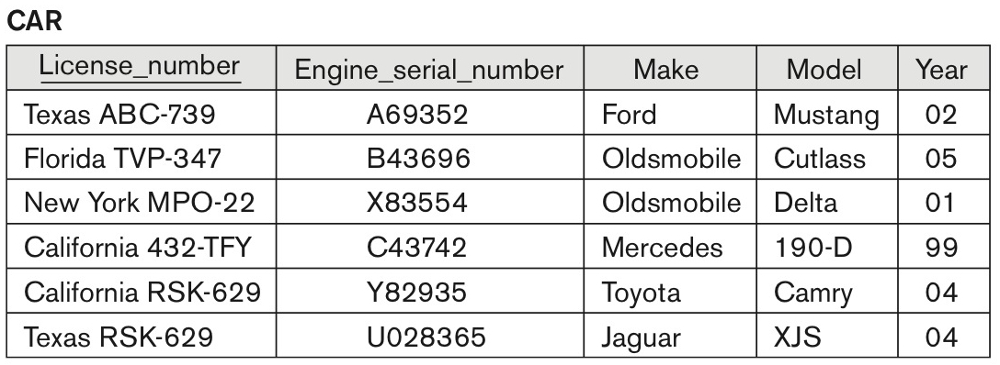 CAR
License_number Engine_serial_number Make Model Year
Texas ABC-739 A69352 Ford Mustang 02
Florida TVP-347 B43696 Oldsmobile Cutlass 05
New York MPO-22 X83554 Oldsmobile Delta 01
California 432-TFY C43742 Mercedes 190-D 99
California RSK-629 Y82935 Toyota Camry 04
Texas RSK-629 U028365 Jaguar XJS 04